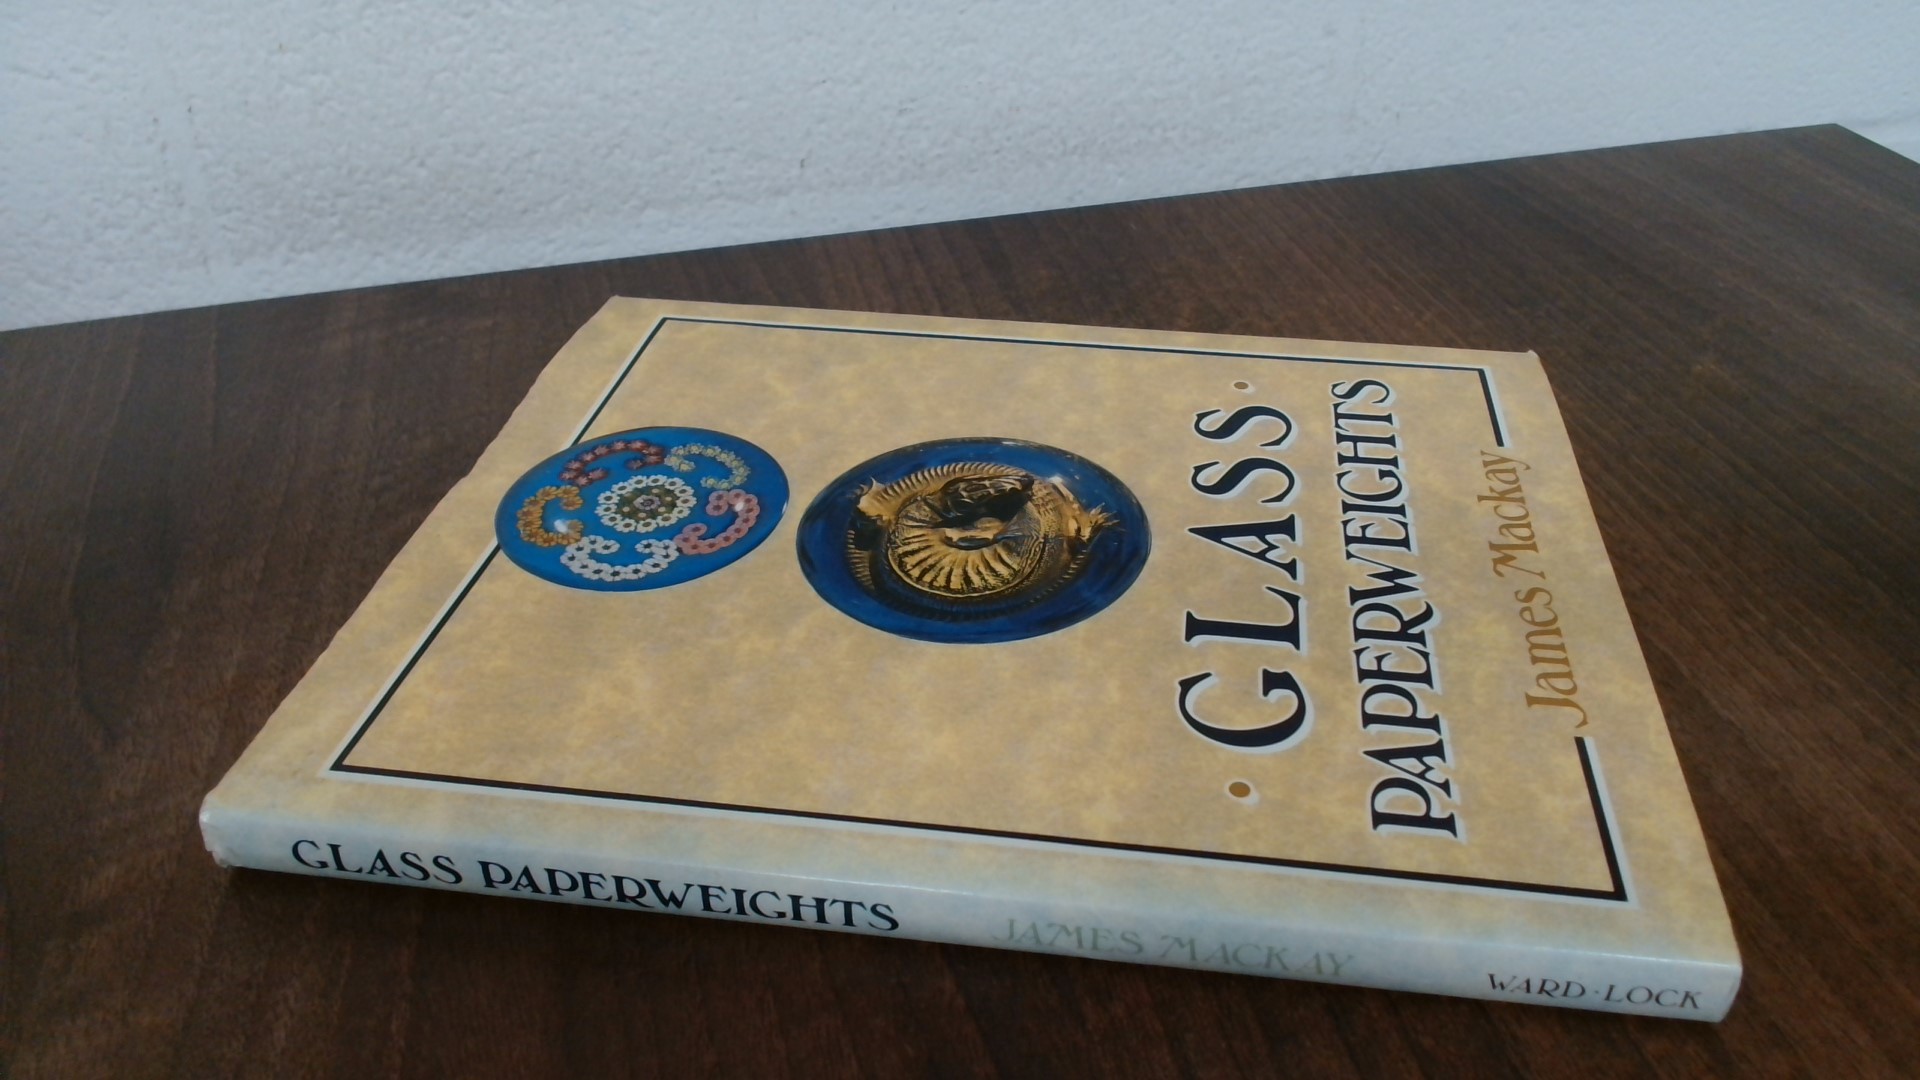 · GLASS ·
PAPERWEIGHTS
James Mackay
GLASS PAPERWEIGHTS JAMES MACKAY WARD · LOCK